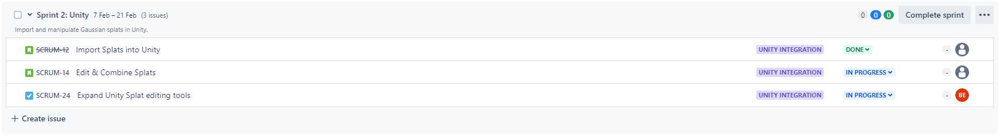 Sprint 2: Unity 7 Feb – 21 Feb (3 issues) 0 0 0 Complete sprint
Import and manipulate Gaussian splats in Unity.
SCRUM-12 Import Splats into Unity UNITY INTEGRATION DONE -
SCRUM-14 Edit & Combine Splats UNITY INTEGRATION IN PROGRESS -
SCRUM-24 Expand Unity Splat editing tools UNITY INTEGRATION IN PROGRESS - BE
+ Create issue